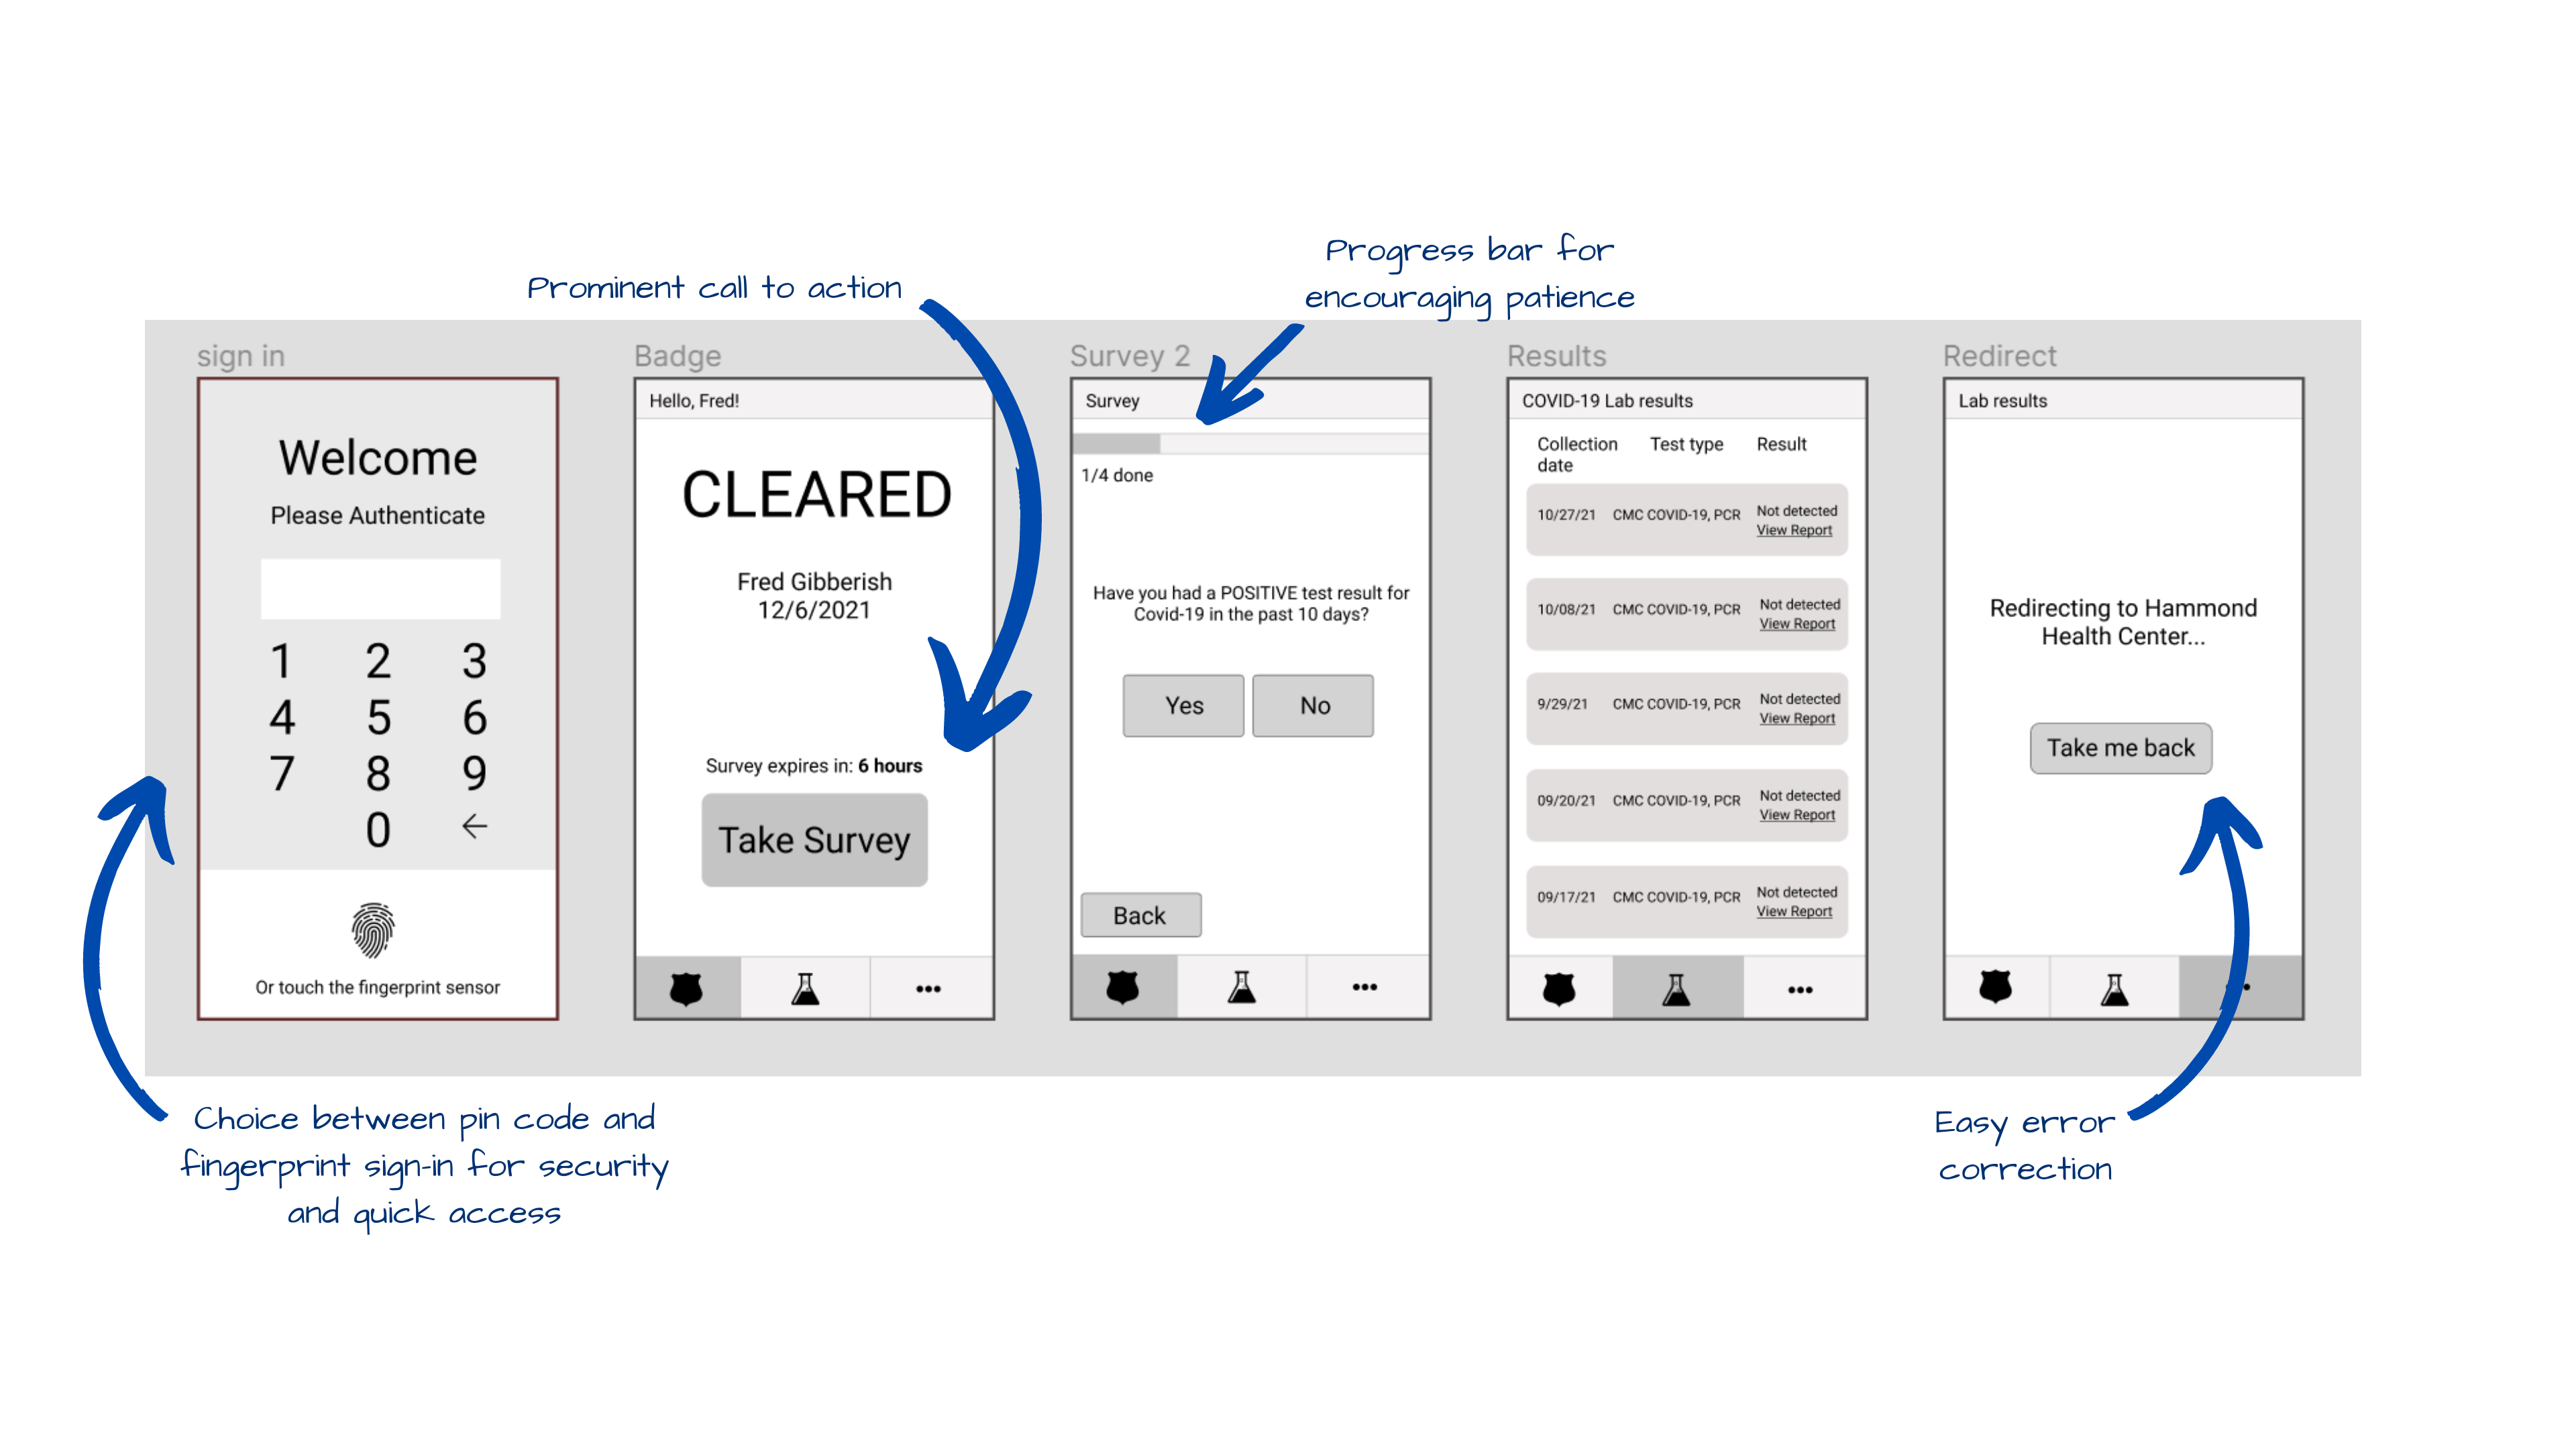 Prominent call to action
Progress bar for
encouraging patience
sign in
Welcome
Please Authenticate
1 2 3
4 5 6
7 8 9
0 ←
Or touch the fingerprint sensor
Badge
Hello, Fred!
CLEARED
Fred Gibberish
12/6/2021
Survey expires in: 6 hours
Take Survey
Survey 2
Survey
1/4 done
Have you had a POSITIVE test result for
Covid-19 in the past 10 days?
Yes No
Back
Results
COVID-19 Lab results
Collection Test type Result
date
10/27/21 CMC COVID-19, PCR Not detected
View Report
10/08/21 CMC COVID-19, PCR Not detected
View Report
9/29/21 CMC COVID-19, PCR Not detected
View Report
09/20/21 CMC COVID-19, PCR Not detected
View Report
09/17/21 CMC COVID-19, PCR Not detected
View Report
Redirect
Lab results
Redirecting to Hammond
Health Center...
Take me back
Choice between pin code and
fingerprint sign-in for security
and quick access
Easy error
correction